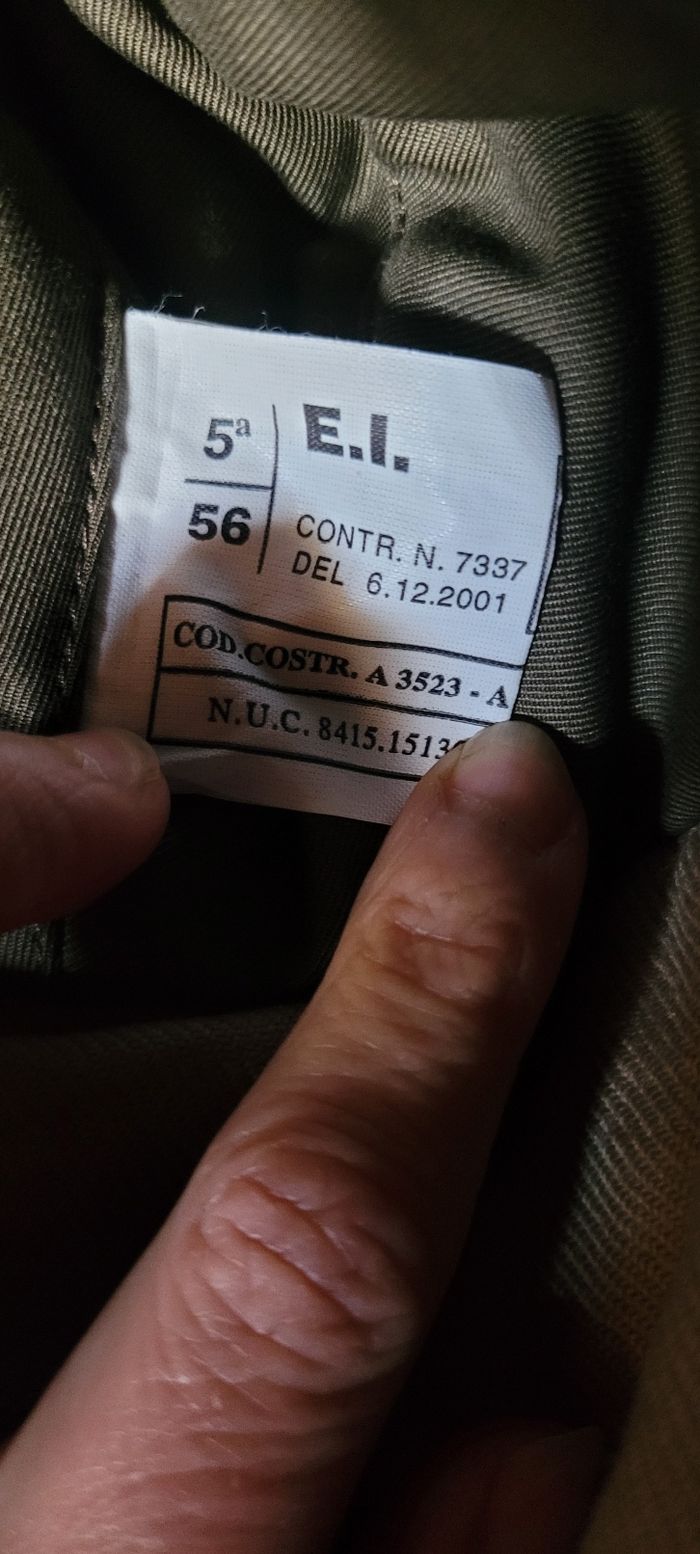 5ª
56
E.I.
CONTR. N. 7337
DEL 6.12.2001
COD.COSTR. A 3523 - A
N.U.C. 8415.1513